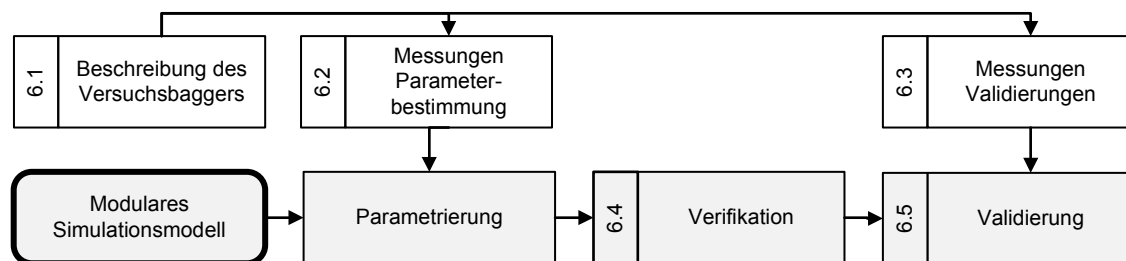 6.1
Beschreibung des
Versuchsbaggers
6.2
Messungen
Parameter-
bestimmung
6.3
Messungen
Validierungen
Modulares
Simulationsmodell
Parametrierung
6.4
Verifikation
6.5
Validierung